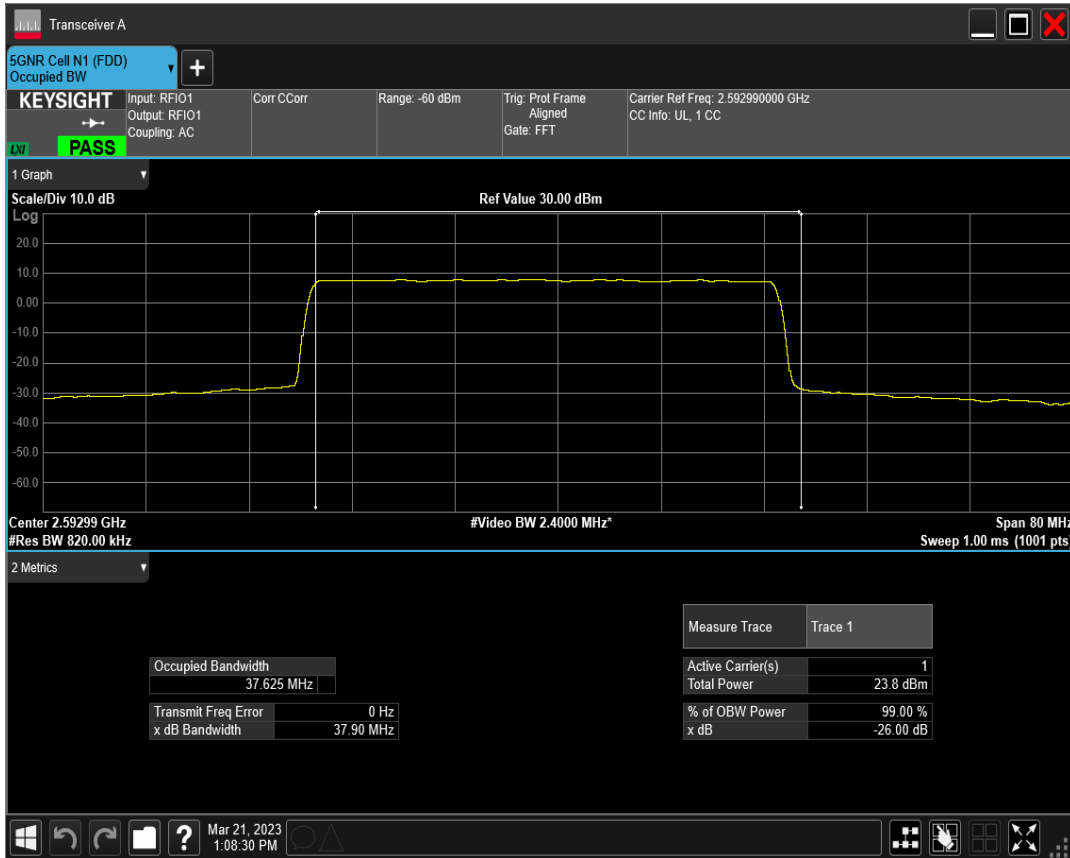 Transceiver A
5GNR Cell N1 (FDD)
Occupied BW
+
KEYSIGHT
LXI
PASS
Input: RFIO1
Output: RFIO1
Coupling: AC
Corr CCorr
Range: -60 dBm
Trig: Prot Frame
Aligned
Gate: FFT
Carrier Ref Freq: 2.592990000 GHz
CC Info: UL, 1 CC
1 Graph
Scale/Div 10.0 dB
Ref Value 30.00 dBm
Log
20.0
10.0
0.00
-10.0
-20.0
-30.0
-40.0
-50.0
-60.0
Center 2.59299 GHz
#Video BW 2.4000 MHz*
Span 80 MHz
#Res BW 820.00 kHz
Sweep 1.00 ms (1001 pts)
2 Metrics
Measure Trace Trace 1
Occupied Bandwidth
37.625 MHz
Active Carrier(s) 1
Total Power 23.8 dBm
Transmit Freq Error 0 Hz
x dB Bandwidth 37.90 MHz
% of OBW Power 99.00 %
x dB -26.00 dB
?
Mar 21, 2023
1:08:30 PM